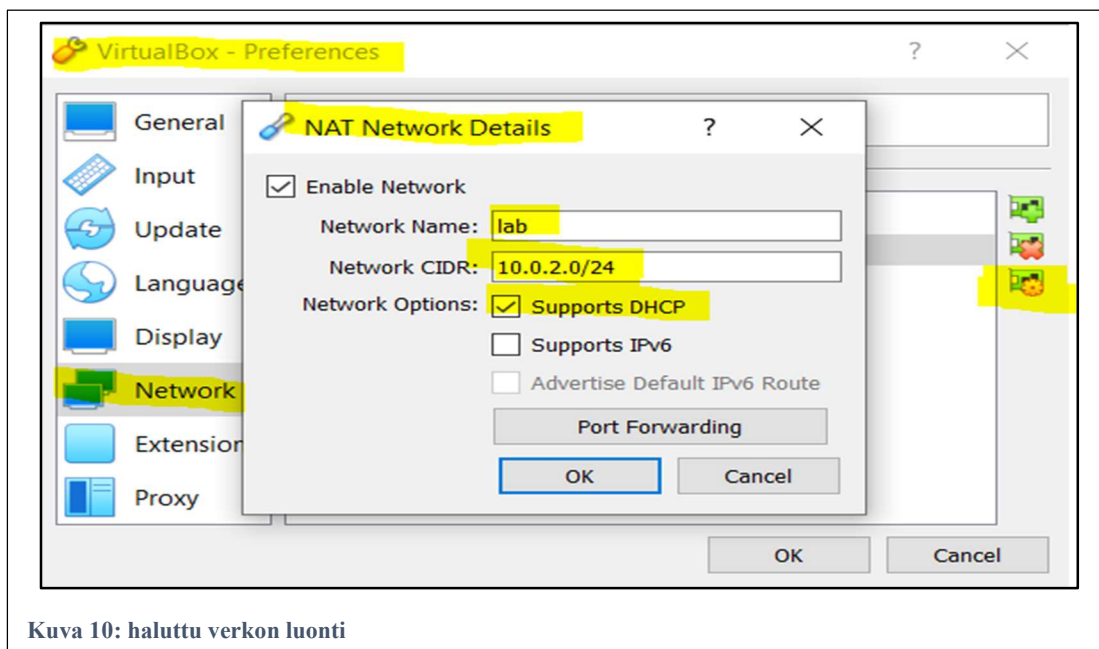 VirtualBox - Preferences ?
General
Input
Update
Language
Display
Network
Extension
Proxy
NAT Network Details ?
Enable Network
Network Name: lab
Network CIDR: 10.0.2.0/24
Network Options: Supports DHCP
Supports IPv6
Advertise Default IPv6 Route
Port Forwarding
OK Cancel
OK Cancel
Kuva 10: haluttu verkon luonti